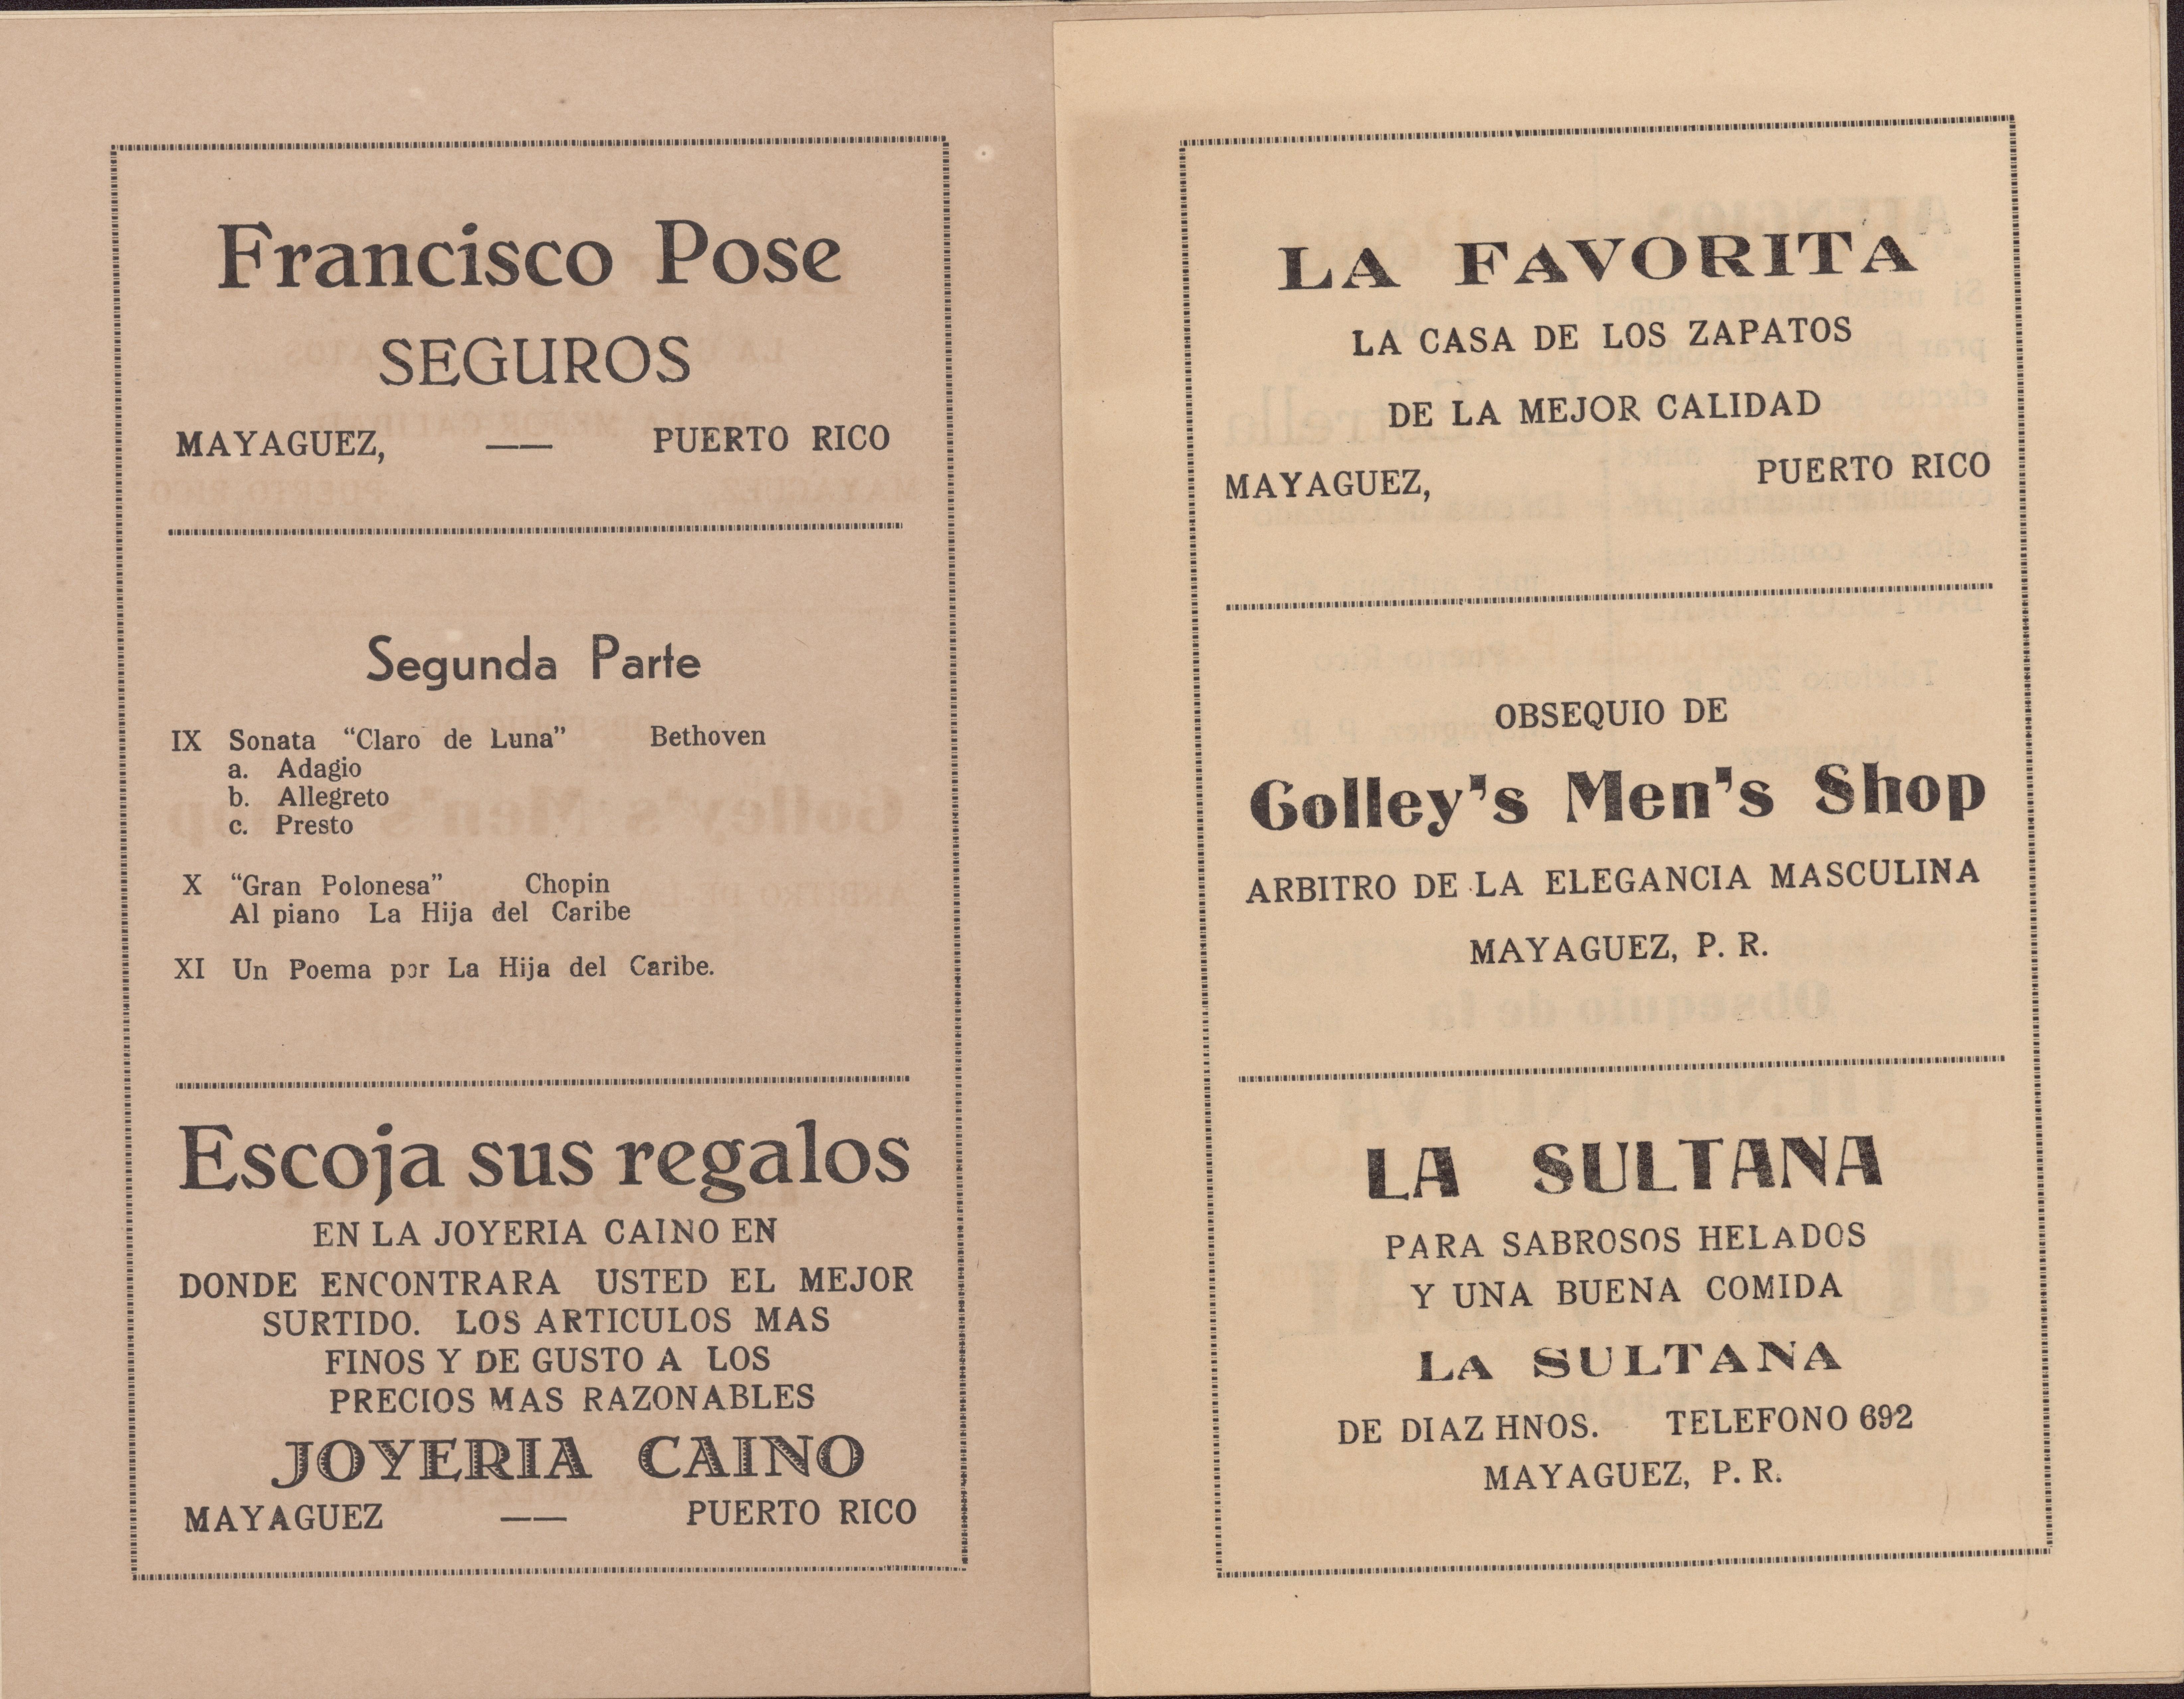 Francisco Pose
SEGUROS
MAYAGUEZ, —— PUERTO RICO
Segunda Parte
IX Sonata “Claro de Luna” Bethoven
a. Adagio
b. Allegreto
c. Presto
X “Gran Polonesa” Chopin
Al piano La Hija del Caribe
XI Un Poema por La Hija del Caribe.
Escoja sus regalos
EN LA JOYERIA CAINO EN
DONDE ENCONTRARA USTED EL MEJOR
SURTIDO. LOS ARTICULOS MAS
FINOS Y DE GUSTO A LOS
PRECIOS MAS RAZONABLES
JOYERIA CAINO
MAYAGUEZ —— PUERTO RICO
LA FAVORITA
LA CASA DE LOS ZAPATOS
DE LA MEJOR CALIDAD
MAYAGUEZ, PUERTO RICO
OBSEQUIO DE
Golley's Men's Shop
ARBITRO DE LA ELEGANCIA MASCULINA
MAYAGUEZ, P. R.
LA SULTANA
PARA SABROSOS HELADOS
Y UNA BUENA COMIDA
LA SULTANA
DE DIAZ HNOS. TELEFONO 692
MAYAGUEZ, P. R.